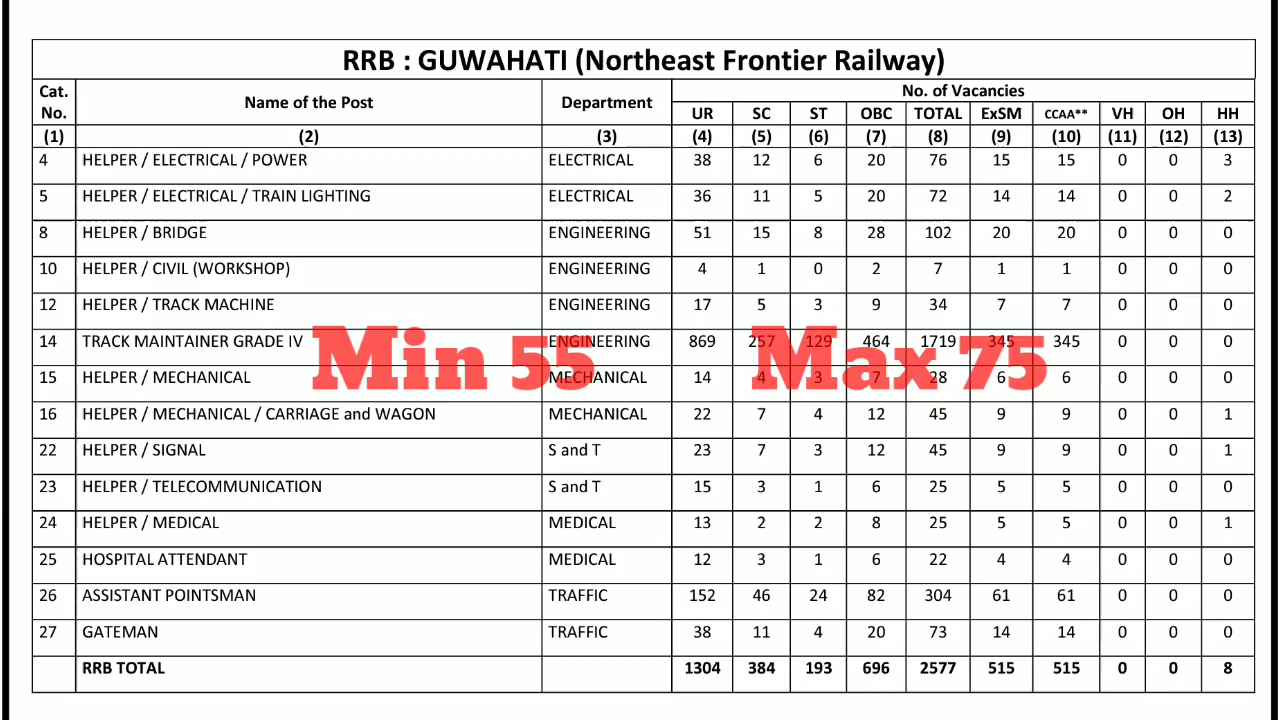 RRB : GUWAHATI (Northeast Frontier Railway)
Cat. No. Name of the Post Department No. of Vacancies
UR SC ST OBC TOTAL ExSM CCAA** VH OH HH
(1) (2) (3) (4) (5) (6) (7) (8) (9) (10) (11) (12) (13)
4 HELPER / ELECTRICAL / POWER ELECTRICAL 38 12 6 20 76 15 15 0 0 3
5 HELPER / ELECTRICAL / TRAIN LIGHTING ELECTRICAL 36 11 5 20 72 14 14 0 0 2
8 HELPER / BRIDGE ENGINEERING 51 15 8 28 102 20 20 0 0 0
10 HELPER / CIVIL (WORKSHOP) ENGINEERING 4 1 0 2 7 1 1 0 0 0
12 HELPER / TRACK MACHINE ENGINEERING 17 5 3 9 34 7 7 0 0 0
14 TRACK MAINTAINER GRADE IV ENGINEERING 869 257 129 464 1719 345 345 0 0 0
Min 55 Max 75
15 HELPER / MECHANICAL MECHANICAL 14 4 3 7 28 6 6 0 0 0
16 HELPER / MECHANICAL / CARRIAGE and WAGON MECHANICAL 22 7 4 12 45 9 9 0 0 1
22 HELPER / SIGNAL S and T 23 7 3 12 45 9 9 0 0 1
23 HELPER / TELECOMMUNICATION S and T 15 3 1 6 25 5 5 0 0 0
24 HELPER / MEDICAL MEDICAL 13 2 2 8 25 5 5 0 0 1
25 HOSPITAL ATTENDANT MEDICAL 12 3 1 6 22 4 4 0 0 0
26 ASSISTANT POINTSMAN TRAFFIC 152 46 24 82 304 61 61 0 0 0
27 GATEMAN TRAFFIC 38 11 4 20 73 14 14 0 0 0
RRB TOTAL 1304 384 193 696 2577 515 515 0 0 8